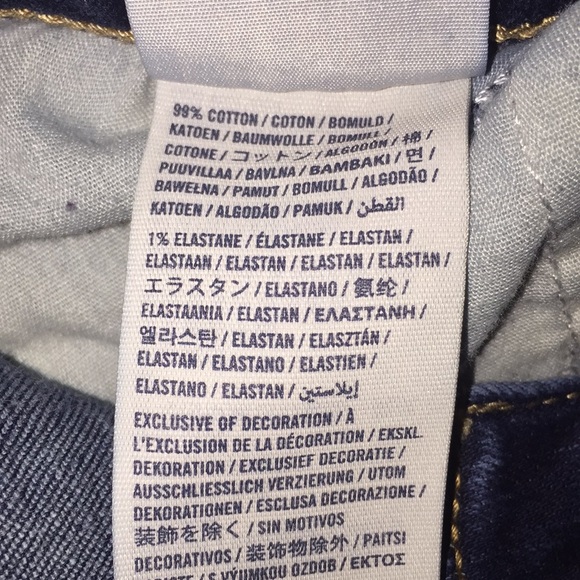 99% COTTON / COTON / BOMULD /
KATOEN / BAUMWOLLE / BOMULL /
COTONE / コットン / ALGODÓN / 棉 /
PUUVILLAA / BAVLNA / ΒΑΜΒΑΚΙ / 면 /
BAWEŁNA / PAMUT / BOMULL / ALGODÃO /
KATOEN / ALGODÃO / PAMUK / القطن
1% ELASTANE / ÉLASTANE / ELASTAN /
ELASTAAN / ELASTAN / ELASTAN / ELASTAN /
エラスタン / ELASTANO / 氨纶 /
ELASTAANIA / ELASTAN / ΕΛΑΣΤΑΝΗ /
엘라스탄 / ELASTAN / ELASZTÁN /
ELASTAN / ELASTANO / ELASTIEN /
ELASTANO / ELASTAN / إيلاستين
EXCLUSIVE OF DECORATION / À
L'EXCLUSION DE LA DÉCORATION / EKSKL.
DEKORATION / EXCLUSIEF DECORATIE /
AUSSCHLIESSLICH VERZIERUNG / UTOM
DEKORATIONEN / ESCLUSA DECORAZIONE /
装飾を除く / SIN MOTIVOS
DECORATIVOS / 装饰物除外 / PAITSI
/ S VÝJIMKOU OZDOB / ΕΚΤΟΣ